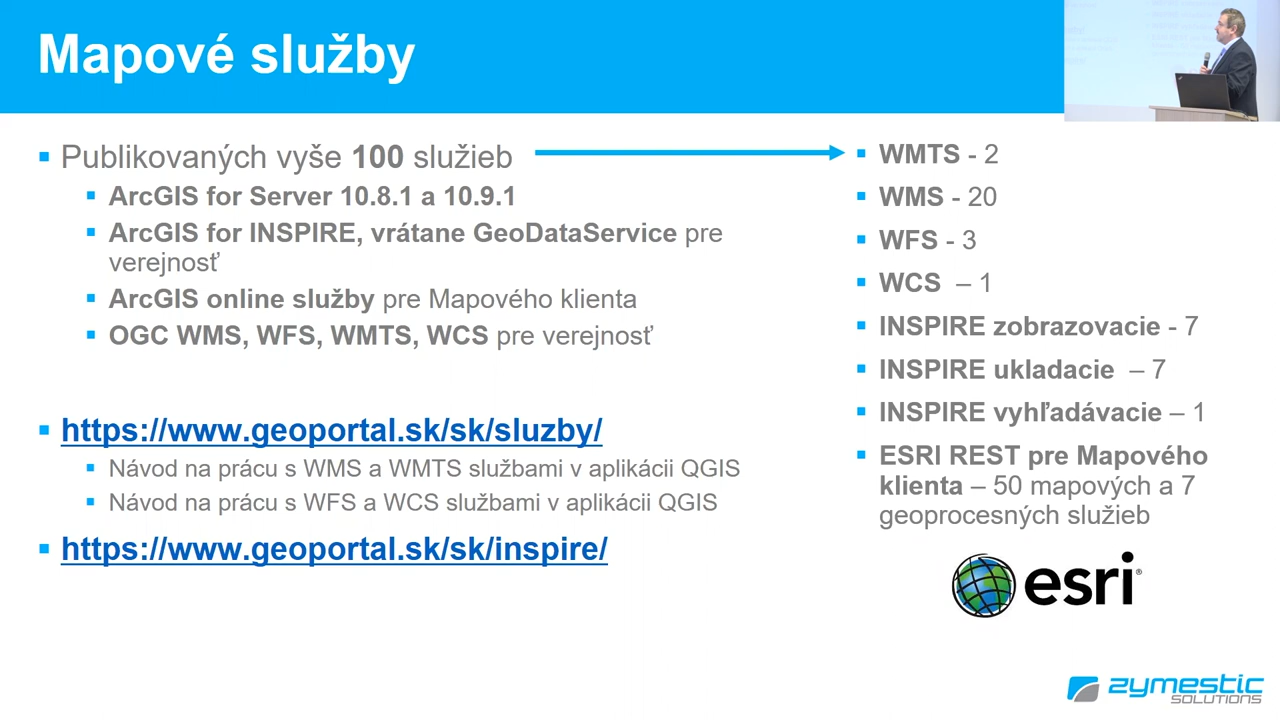 Mapové služby
Publikovaných vyše 100 služieb
ArcGIS for Server 10.8.1 a 10.9.1
ArcGIS for INSPIRE, vrátane GeoDataService pre
verejnosť
ArcGIS online služby pre Mapového klienta
OGC WMS, WFS, WMTS, WCS pre verejnosť
https://www.geoportal.sk/sk/sluzby/
Návod na prácu s WMS a WMTS službami v aplikácii QGIS
Návod na prácu s WFS a WCS službami v aplikácii QGIS
https://www.geoportal.sk/sk/inspire/
WMTS - 2
WMS - 20
WFS - 3
WCS – 1
INSPIRE zobrazovacie - 7
INSPIRE ukladacie – 7
INSPIRE vyhľadávacie – 1
ESRI REST pre Mapového
klienta – 50 mapových a 7
geoprocesných služieb
esri®
zymestic
SOLUTIONS